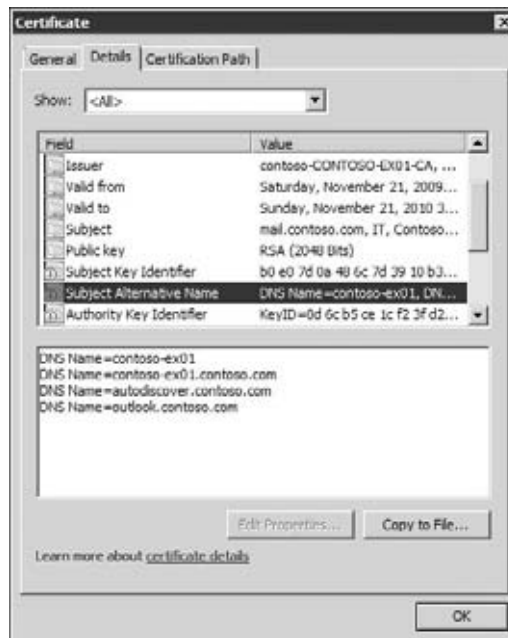 Certificate
General Details Certification Path
Show: <All>
Field Value
Issuer contoso-CONTOSO-EX01-CA, ...
Valid from Saturday, November 21, 2009...
Valid to Sunday, November 21, 2010 3...
Subject mail.contoso.com, IT, Contoso...
Public key RSA (2048 Bits)
Subject Key Identifier b0 e0 7d 0a 48 6c 7d 39 10 b3...
Subject Alternative Name DNS Name=contoso-ex01, DN...
Authority Key Identifier KeyID=0d 6c b5 ce 1c f2 3f d2...
DNS Name=contoso-ex01
DNS Name=contoso-ex01.contoso.com
DNS Name=autodiscover.contoso.com
DNS Name=outlook.contoso.com
Edit Properties... Copy to File...
Learn more about certificate details
OK